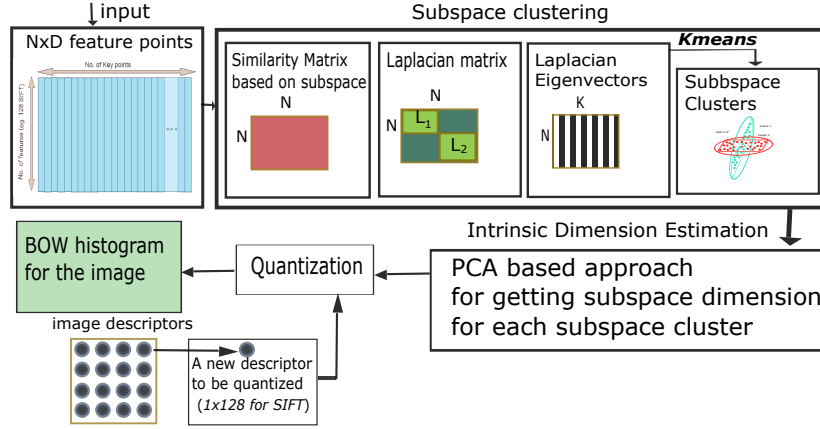 input
Subspace clustering
NxD feature points
No. of Key points
No. of features (eg. 128 SIFT)
Similarity Matrix
based on subspace
N
N
Laplacian matrix
N
N
L1
L2
Laplacian
Eigenvectors
K
N
Kmeans
Subbspace
Clusters
Intrinsic Dimension Estimation
PCA based approach
for getting subspace dimension
for each subspace cluster
Quantization
BOW histogram
for the image
image descriptors
A new descriptor
to be quantized
(1x128 for SIFT)